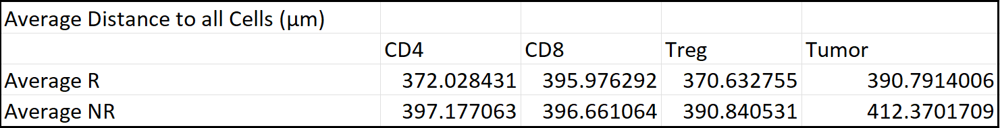 Average Distance to all Cells (µm)
CD4 CD8 Treg Tumor
Average R 372.028431 395.976292 370.632755 390.7914006
Average NR 397.177063 396.661064 390.840531 412.3701709